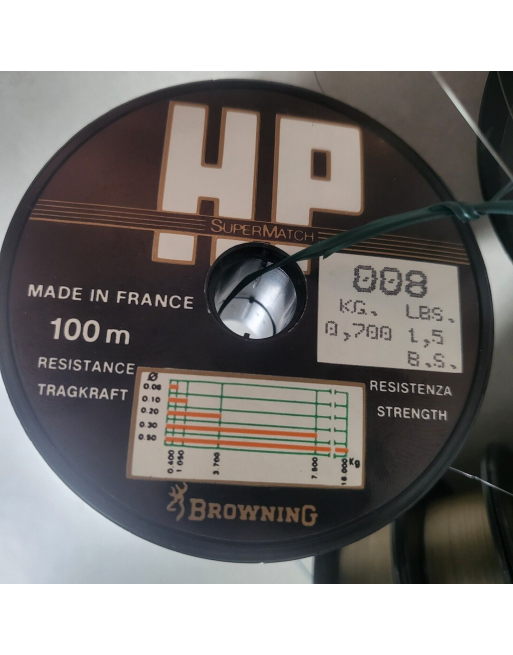 HP
SUPERMATCH
MADE IN FRANCE
100 m
RESISTANCE
TRAGKRAFT
008
KG. LBS.
0,700 1,5
B.S.
RESISTENZA
STRENGTH
Ø
0.08
0.10
0.20
0.30
0.50
0.400 1.050 3.700 7.800 18.000 Kg
BROWNING